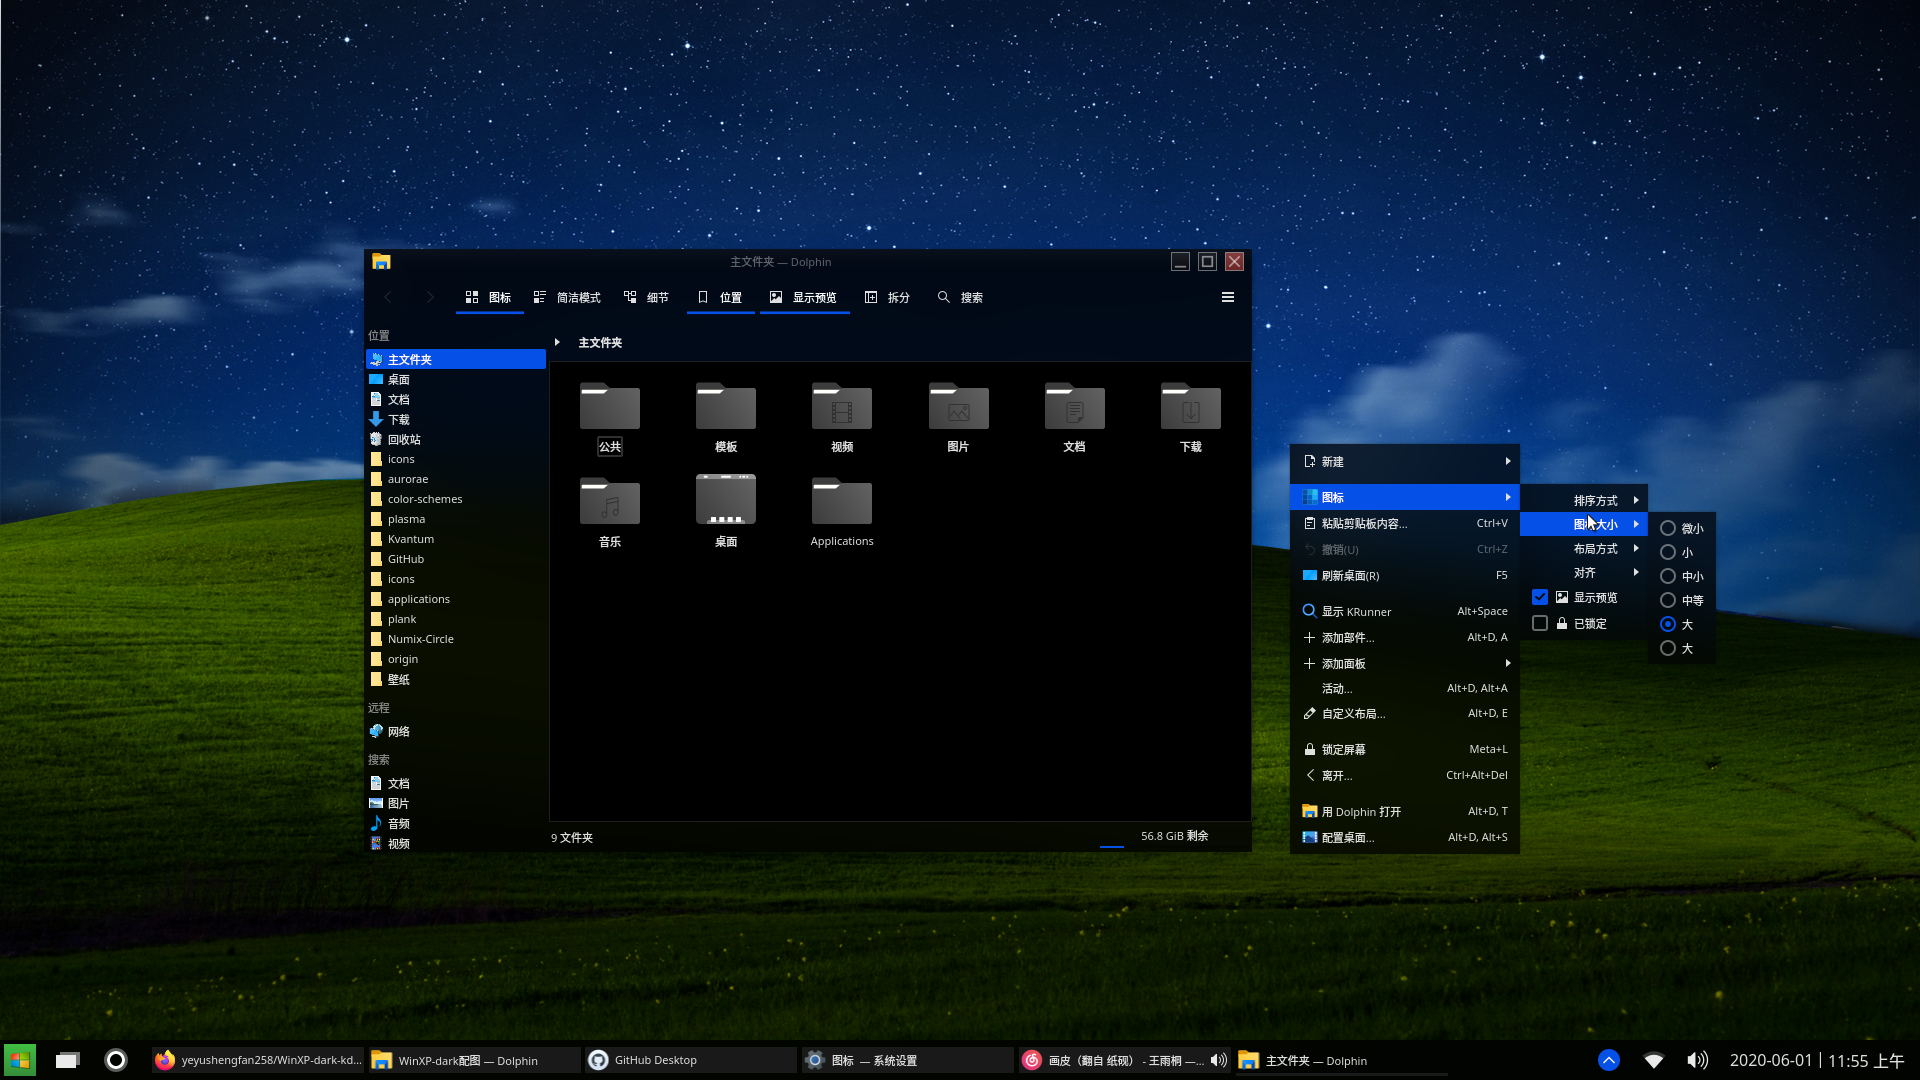 主文件夹 — Dolphin
图标 简洁模式 细节 位置 显示预览 拆分 搜索
位置
主文件夹
桌面
文档
下载
回收站
icons
aurorae
color-schemes
plasma
Kvantum
GitHub
icons
applications
plank
Numix-Circle
origin
壁纸
远程
网络
搜索
文档
图片
音频
视频
主文件夹
公共 模板 视频 图片 文档 下载
音乐 桌面 Applications
9 文件夹 56.8 GiB 剩余
新建
图标
粘贴剪贴板内容... Ctrl+V
撤销(U) Ctrl+Z
刷新桌面(R) F5
显示 KRunner Alt+Space
添加部件... Alt+D, A
添加面板
活动... Alt+D, Alt+A
自定义布局... Alt+D, E
锁定屏幕 Meta+L
离开... Ctrl+Alt+Del
用 Dolphin 打开 Alt+D, T
配置桌面... Alt+D, Alt+S
排序方式
图标大小
布局方式
对齐
显示预览
已锁定
微小
小
中小
中等
大
大
yeyushengfan258/WinXP-dark-kd... WinXP-dark配图 — Dolphin GitHub Desktop 图标 — 系统设置 画皮（翻自 纸砚） - 王雨桐 —... 主文件夹 — Dolphin 2020-06-01 | 11:55 上午